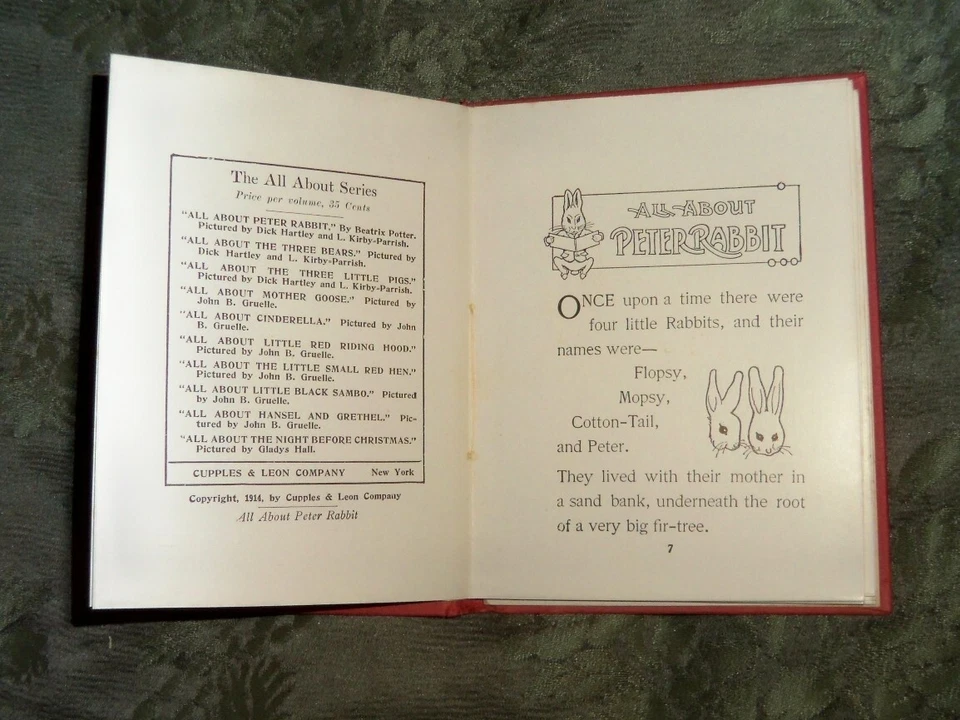 The All About Series
Price per volume, 35 Cents
"ALL ABOUT PETER RABBIT," By Beatrix Potter.
Pictured by Dick Hartley and L. Kirby-Parrish.
"ALL ABOUT THE THREE BEARS." Pictured by
Dick Hartley and L. Kirby-Parrish.
"ALL ABOUT THE THREE LITTLE PIGS."
Pictured by Dick Hartley and L. Kirby-Parrish.
"ALL ABOUT MOTHER GOOSE." Pictured by
John B. Gruelle.
"ALL ABOUT CINDERELLA." Pictured by John
B. Gruelle.
"ALL ABOUT LITTLE RED RIDING HOOD."
Pictured by John B. Gruelle.
"ALL ABOUT THE LITTLE SMALL RED HEN."
Pictured by John B. Gruelle.
"ALL ABOUT LITTLE BLACK SAMBO." Pictured
by John B. Gruelle.
"ALL ABOUT HANSEL AND GRETHEL." Pic-
tured by John B. Gruelle.
"ALL ABOUT THE NIGHT BEFORE CHRISTMAS."
Pictured by Gladys Hall.
CUPPLES & LEON COMPANY New York
Copyright, 1914, by Cupples & Leon Company
All About Peter Rabbit
ALL ABOUT
PETER RABBIT
ONCE upon a time there were
four little Rabbits, and their
names were—
Flopsy,
Mopsy,
Cotton-Tail,
and Peter.
They lived with their mother in
a sand bank, underneath the root
of a very big fir-tree.
7